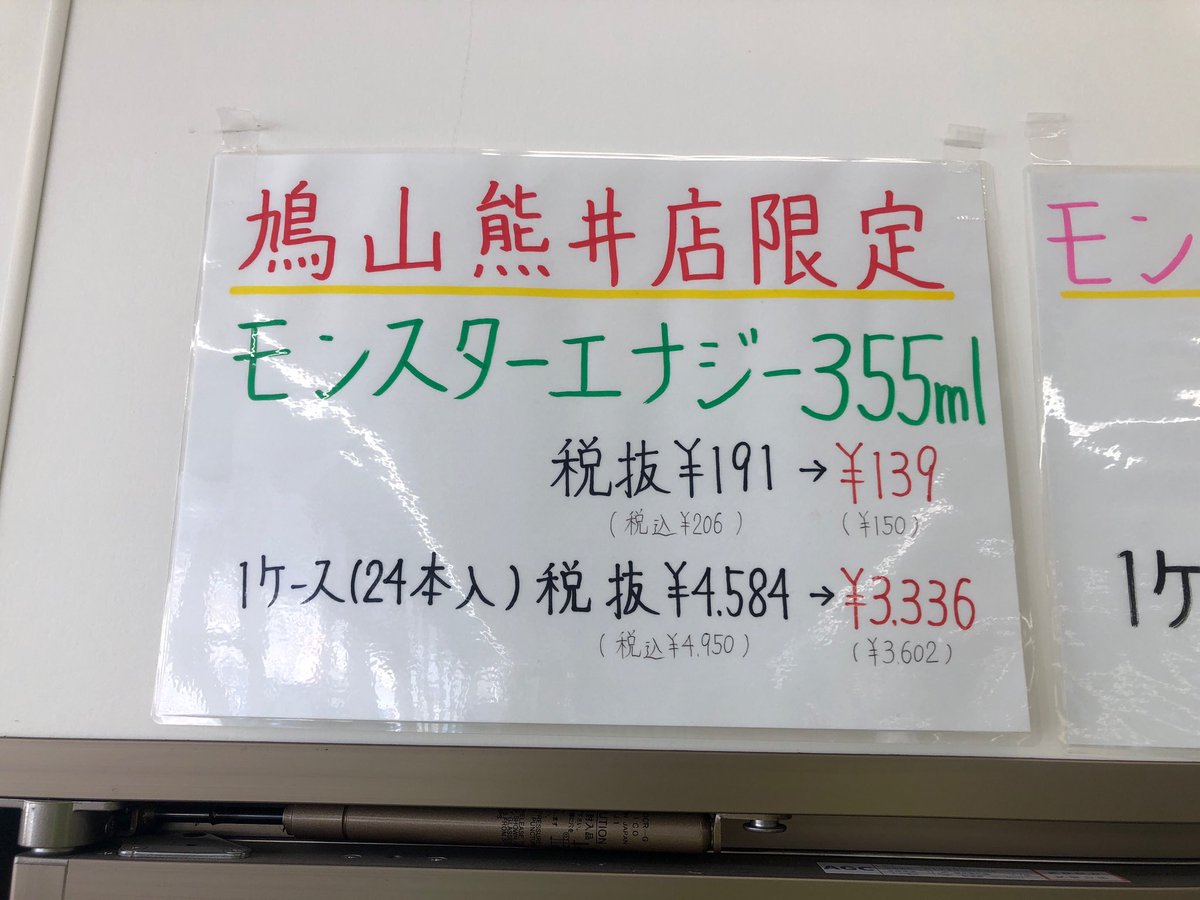 鳩山熊井店限定
モンスターエナジー355ml
税抜¥191→¥139
(税込¥206) (¥150)
1ケース(24本入)税抜¥4.584→¥3.336
(税込¥4.950) (¥3.602)
モン
1ケ
AGC